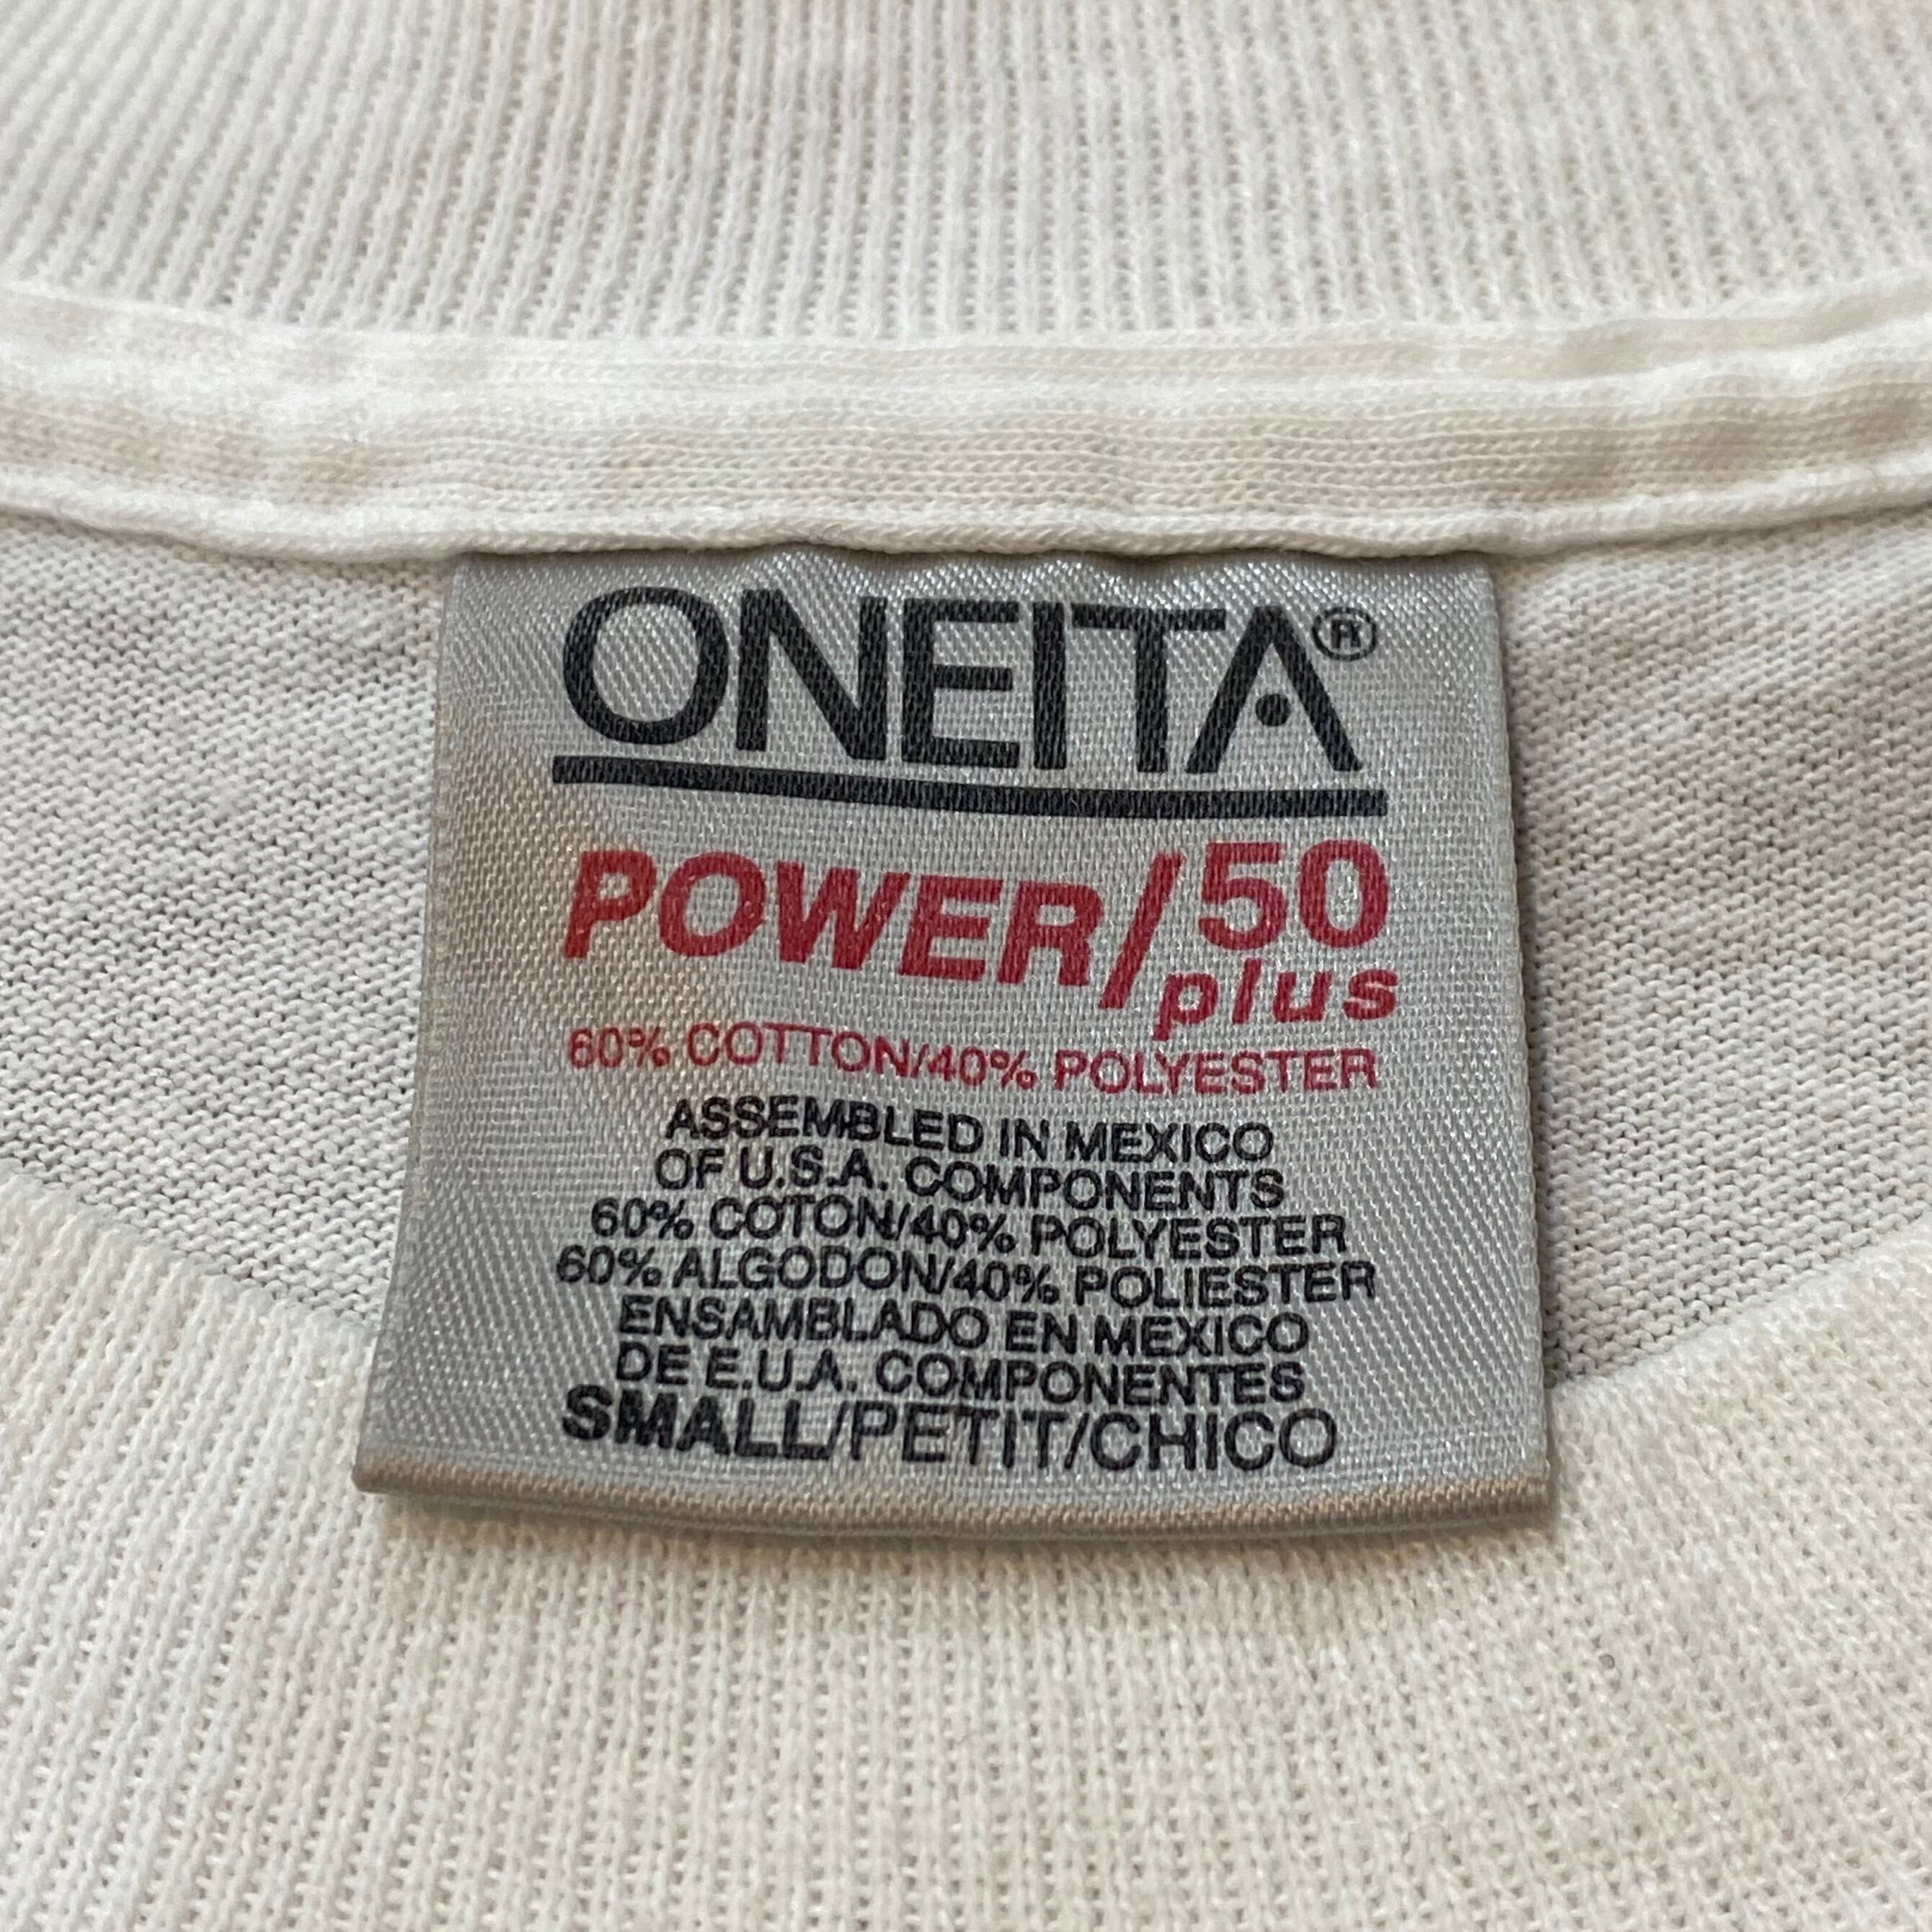 ONEITA®
POWER/50
plus
60% COTTON/40% POLYESTER
ASSEMBLED IN MEXICO
OF U.S.A. COMPONENTS
60% COTON/40% POLYESTER
60% ALGODON/40% POLIESTER
ENSAMBLADO EN MEXICO
DE E.U.A. COMPONENTES
SMALL/PETIT/CHICO